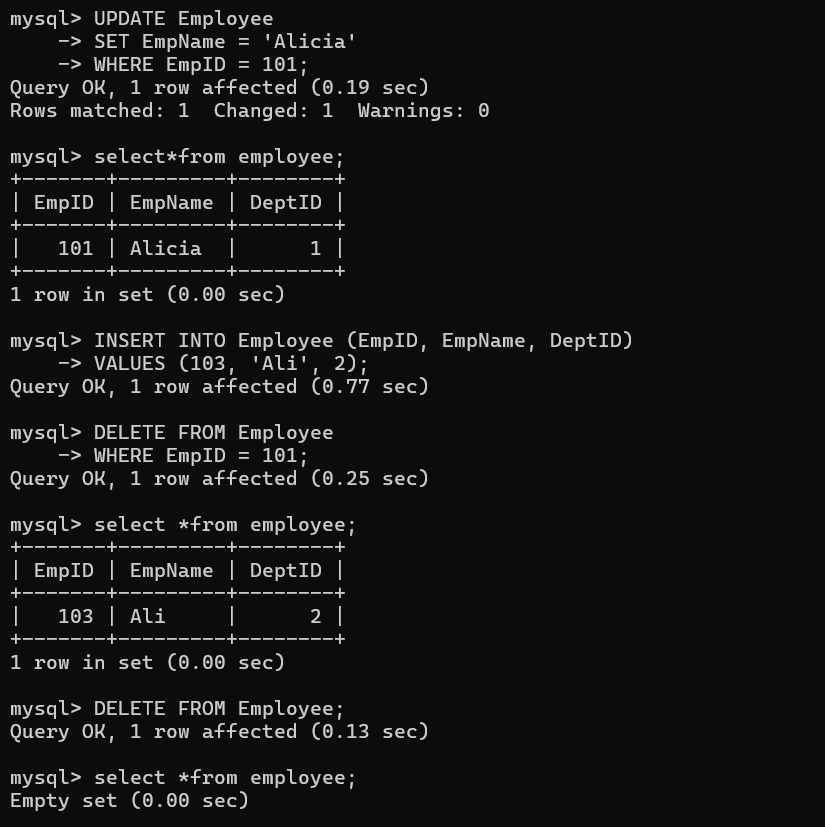 mysql> UPDATE Employee
    -> SET EmpName = 'Alicia'
    -> WHERE EmpID = 101;
Query OK, 1 row affected (0.19 sec)
Rows matched: 1  Changed: 1  Warnings: 0

mysql> select*from employee;
+-------+---------+--------+
| EmpID | EmpName | DeptID |
+-------+---------+--------+
|   101 | Alicia  |      1 |
+-------+---------+--------+
1 row in set (0.00 sec)

mysql> INSERT INTO Employee (EmpID, EmpName, DeptID)
    -> VALUES (103, 'Ali', 2);
Query OK, 1 row affected (0.77 sec)

mysql> DELETE FROM Employee
    -> WHERE EmpID = 101;
Query OK, 1 row affected (0.25 sec)

mysql> select *from employee;
+-------+---------+--------+
| EmpID | EmpName | DeptID |
+-------+---------+--------+
|   103 | Ali     |      2 |
+-------+---------+--------+
1 row in set (0.00 sec)

mysql> DELETE FROM Employee;
Query OK, 1 row affected (0.13 sec)

mysql> select *from employee;
Empty set (0.00 sec)